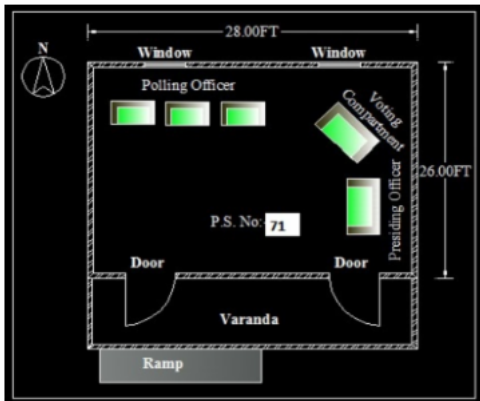 28.00FT
N
Window Window
Polling Officer
Voting
Compartment
26.00FT
Presiding Officer
P.S. No:- 71
Door Door
Varanda
Ramp